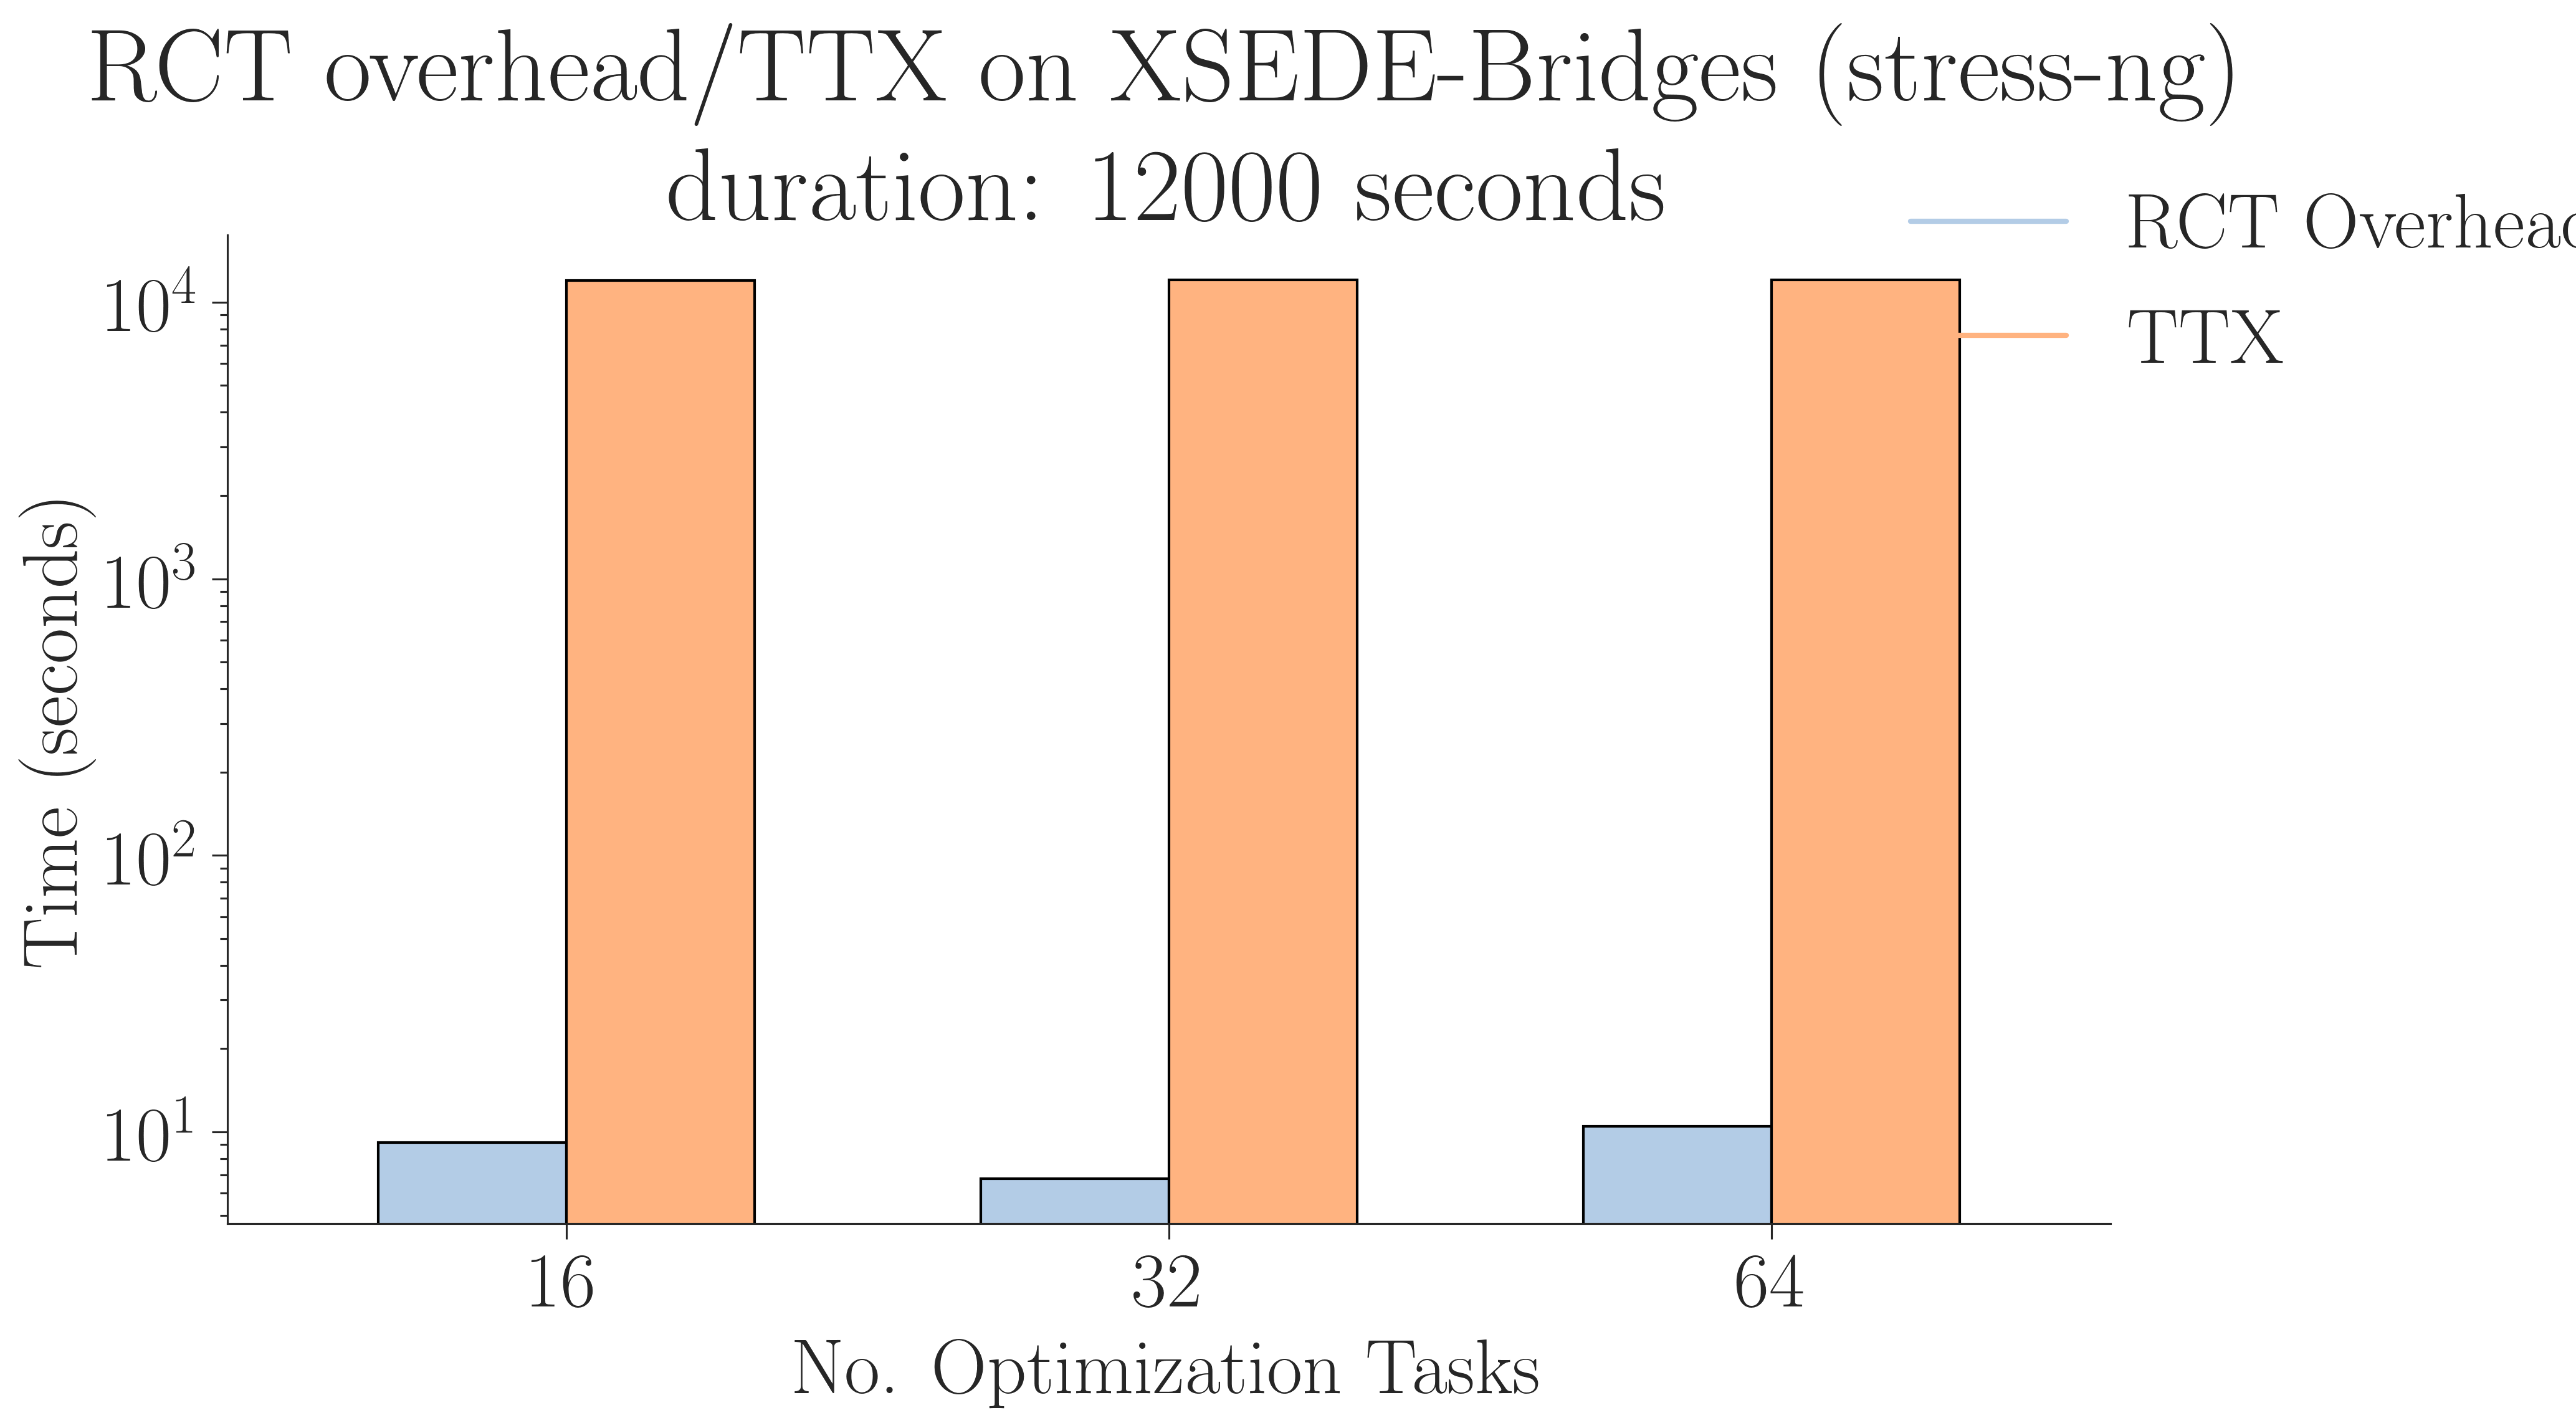 RCT overhead/TTX on XSEDE-Bridges (stress-ng)
duration: 12000 seconds
RCT
TTX
10^4
10^3
10^2
10^1
Time (seconds)
16 32 64
No. Optimization Tasks